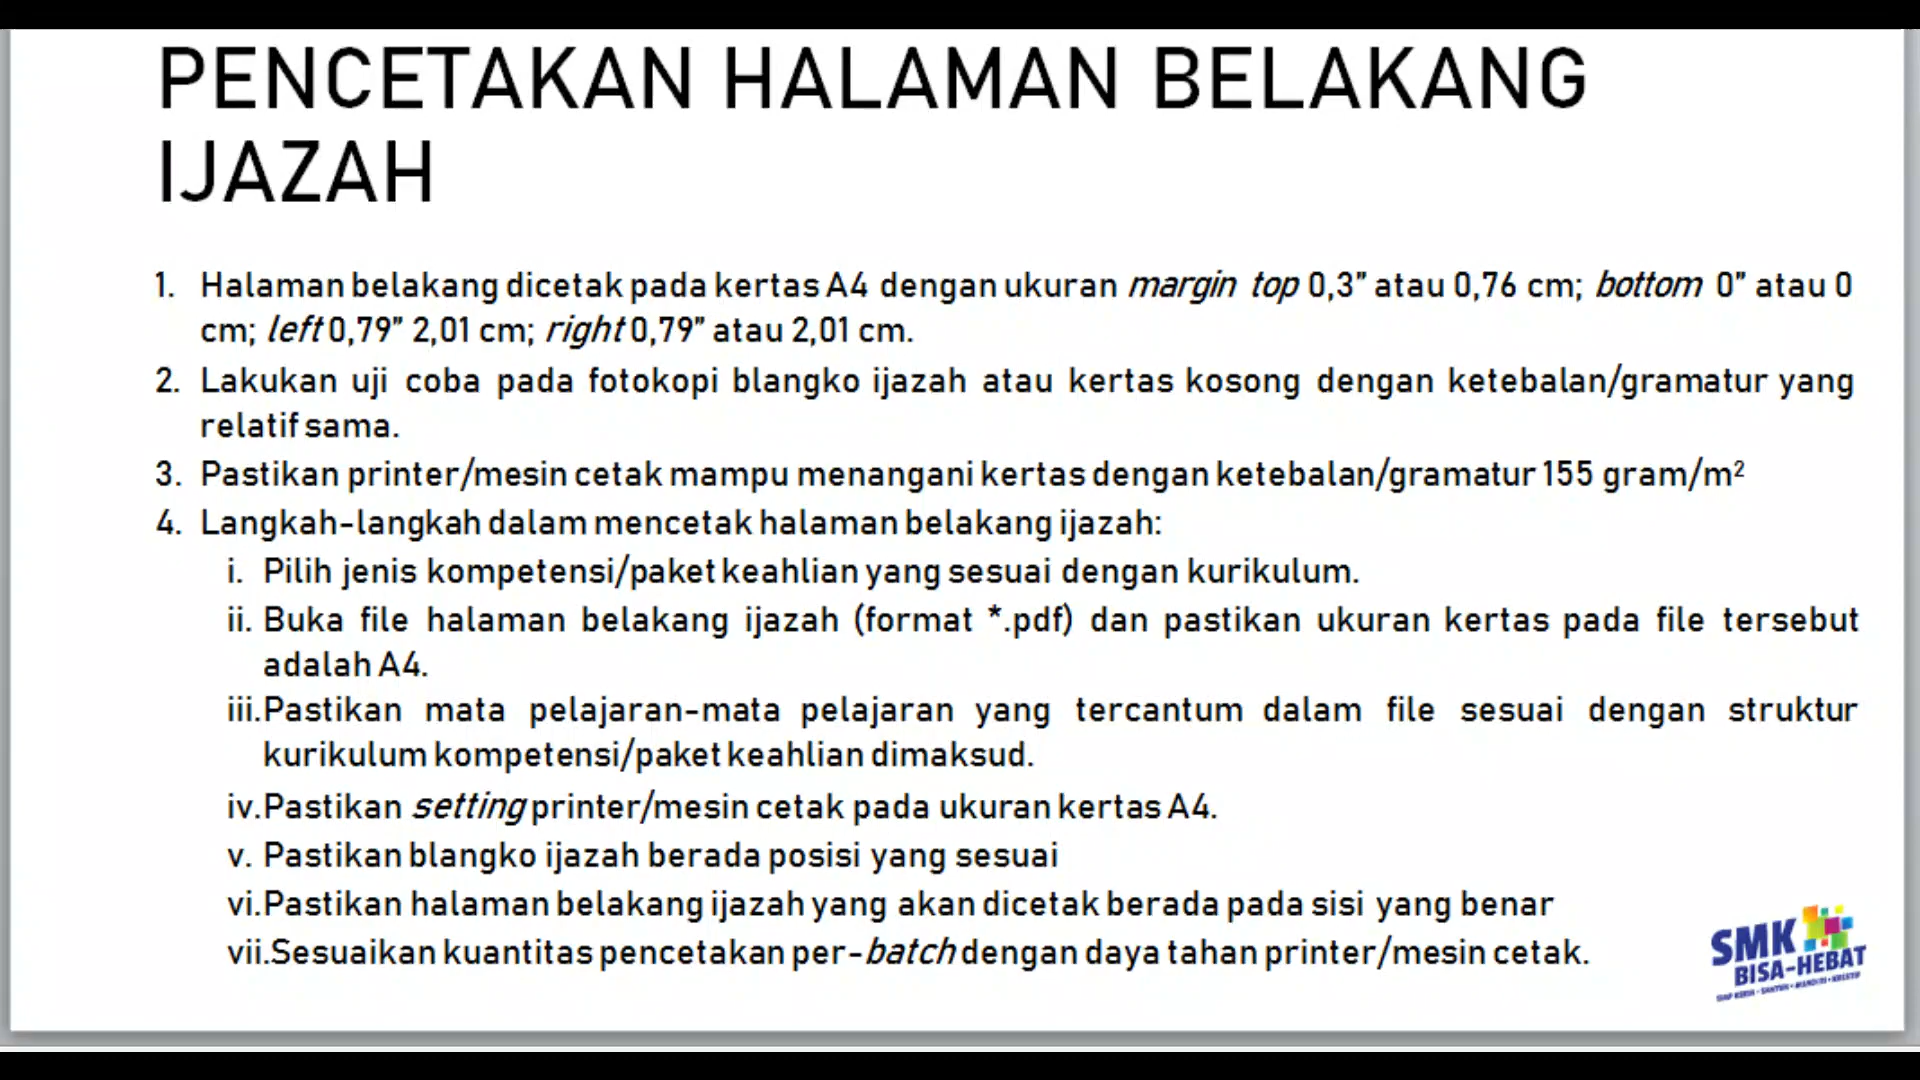 PENCETAKAN HALAMAN BELAKANG
IJAZAH
1. Halaman belakang dicetak pada kertas A4 dengan ukuran margin top 0,3” atau 0,76 cm; bottom 0” atau 0
cm; left 0,79” 2,01 cm; right 0,79” atau 2,01 cm.
2. Lakukan uji coba pada fotokopi blangko ijazah atau kertas kosong dengan ketebalan/gramatur yang
relatif sama.
3. Pastikan printer/mesin cetak mampu menangani kertas dengan ketebalan/gramatur 155 gram/m²
4. Langkah-langkah dalam mencetak halaman belakang ijazah:
i. Pilih jenis kompetensi/paket keahlian yang sesuai dengan kurikulum.
ii. Buka file halaman belakang ijazah (format *.pdf) dan pastikan ukuran kertas pada file tersebut
adalah A4.
iii. Pastikan mata pelajaran-mata pelajaran yang tercantum dalam file sesuai dengan struktur
kurikulum kompetensi/paket keahlian dimaksud.
iv. Pastikan setting printer/mesin cetak pada ukuran kertas A4.
v. Pastikan blangko ijazah berada posisi yang sesuai
vi. Pastikan halaman belakang ijazah yang akan dicetak berada pada sisi yang benar
vii. Sesuaikan kuantitas pencetakan per-batch dengan daya tahan printer/mesin cetak.
SMK
BISA-HEBAT
SIAP KERJA • SANTUN • MANDIRI • KREATIF